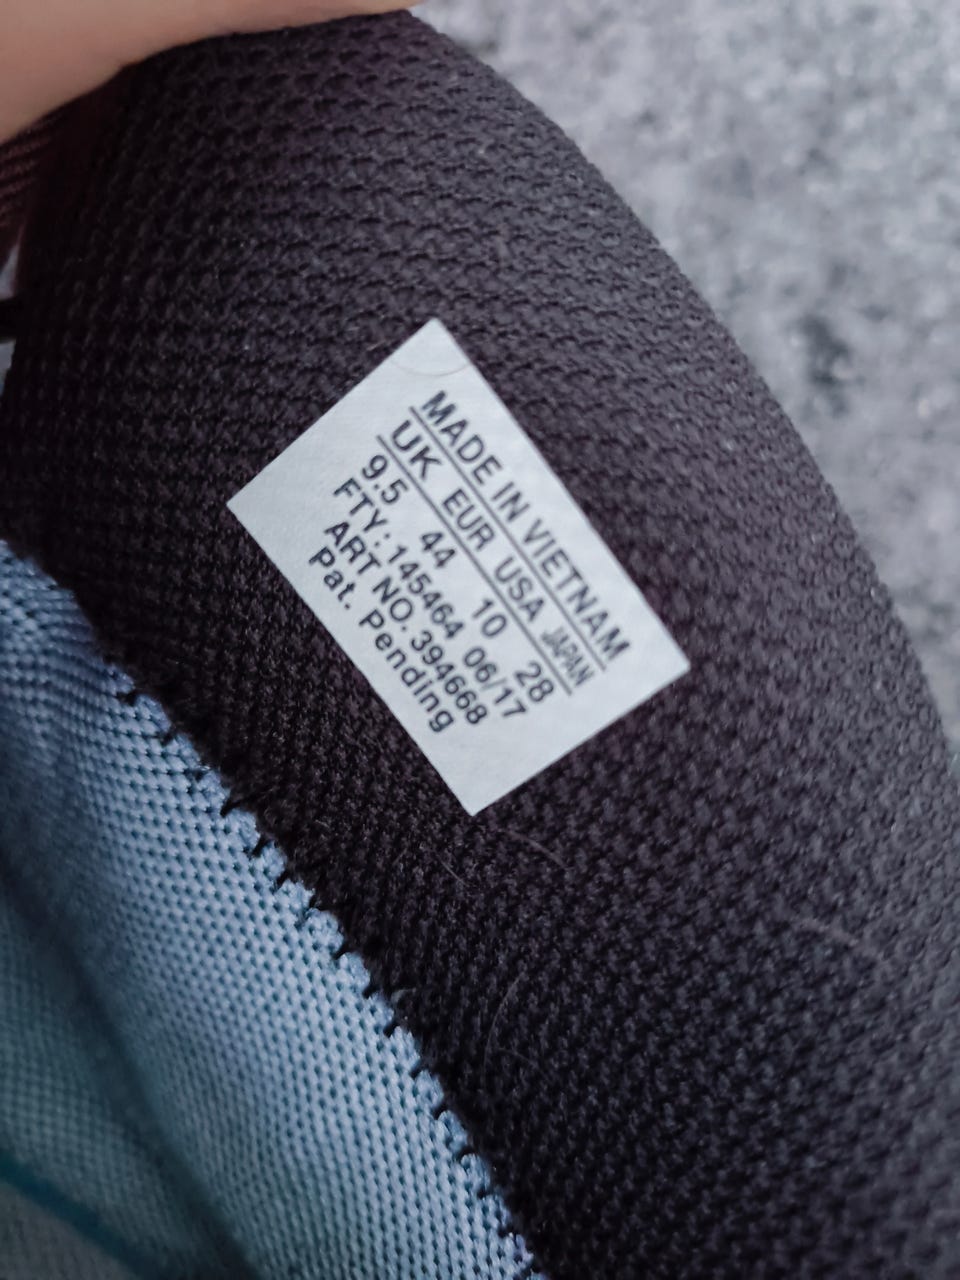 MADE IN VIETNAM
UK EUR USA JAPAN
9.5 44 10 28
FTY: 145464 06/17
ART NO. 394668
Pat. Pending